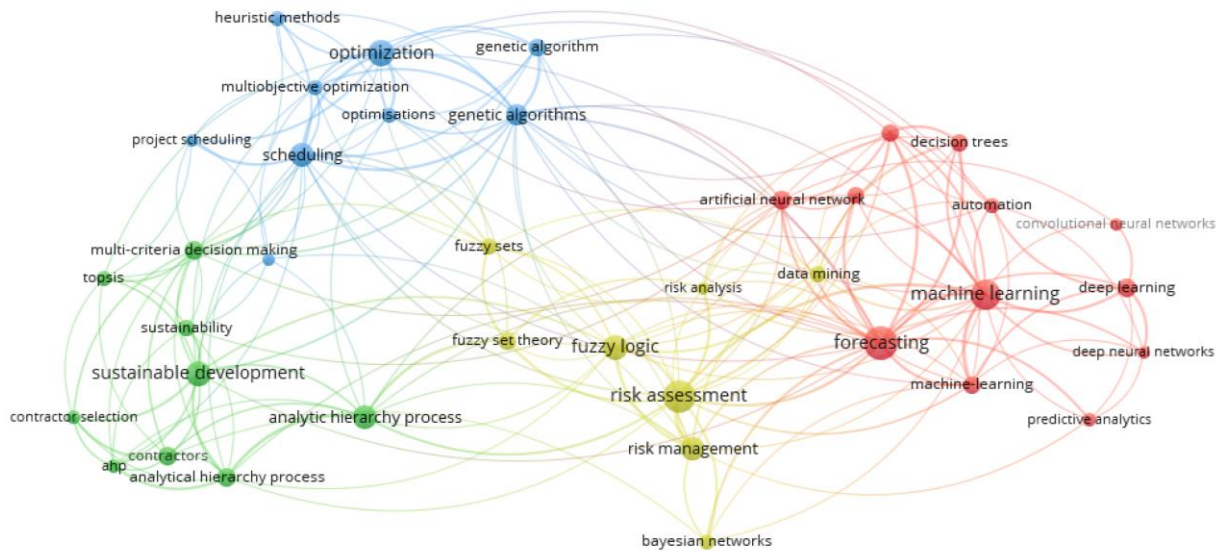 heuristic methods
optimization
genetic algorithm
multiobjective optimization
optimisations
genetic algorithms
project scheduling
scheduling
decision trees
artificial neural network
automation
convolutional neural networks
multi-criteria decision making
fuzzy sets
topsis
data mining
risk analysis
machine learning
deep learning
sustainability
fuzzy set theory
fuzzy logic
forecasting
deep neural networks
sustainable development
risk assessment
machine-learning
contractor selection
analytic hierarchy process
predictive analytics
risk management
contractors
ahp
analytical hierarchy process
bayesian networks